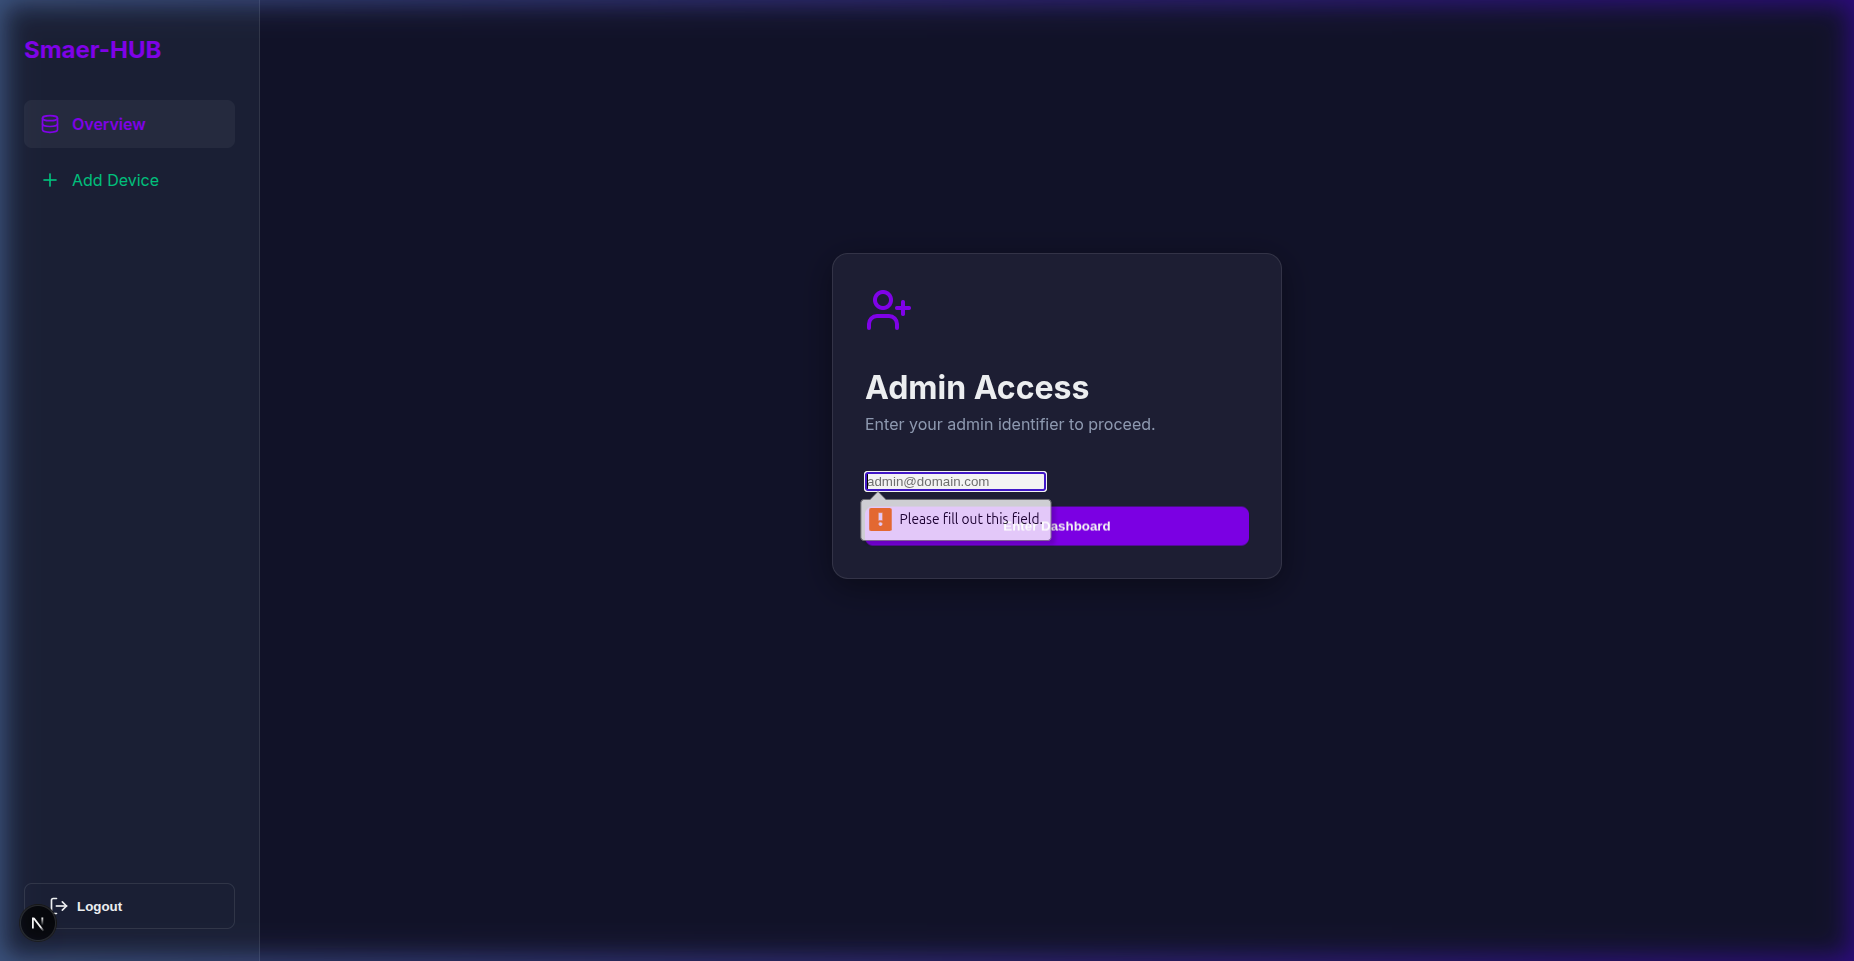 Smaer-HUB
Overview
Add Device
Admin Access
Enter your admin identifier to proceed.
admin@domain.com
Please fill out this field.
Enter Dashboard
Logout
N